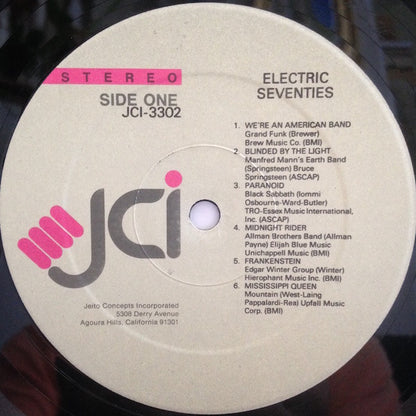 STEREO
SIDE ONE
JCI-3302
ELECTRIC
SEVENTIES
1. WE'RE AN AMERICAN BAND
Grand Funk (Brewer)
Brew Music Co. (BMI)
2. BLINDED BY THE LIGHT
Manfred Mann's Earth Band
(Springsteen) Bruce
Springsteen (ASCAP)
3. PARANOID
Black Sabbath (Iommi
Osbourne-Ward-Butler)
TRO-Essex Music International,
Inc. (ASCAP)
4. MIDNIGHT RIDER
Allman Brothers Band (Allman
Payne) Elijah Blue Music
Unichappell Music (BMI)
5. FRANKENSTEIN
Edgar Winter Group (Winter)
Hierophant Music Inc. (BMI)
6. MISSISSIPPI QUEEN
Mountain (West-Laing
Pappalardi-Rea) Upfall Music
Corp. (BMI)
jci
Jeito Concepts Incorporated
5308 Derry Avenue
Agoura Hills, California 91301